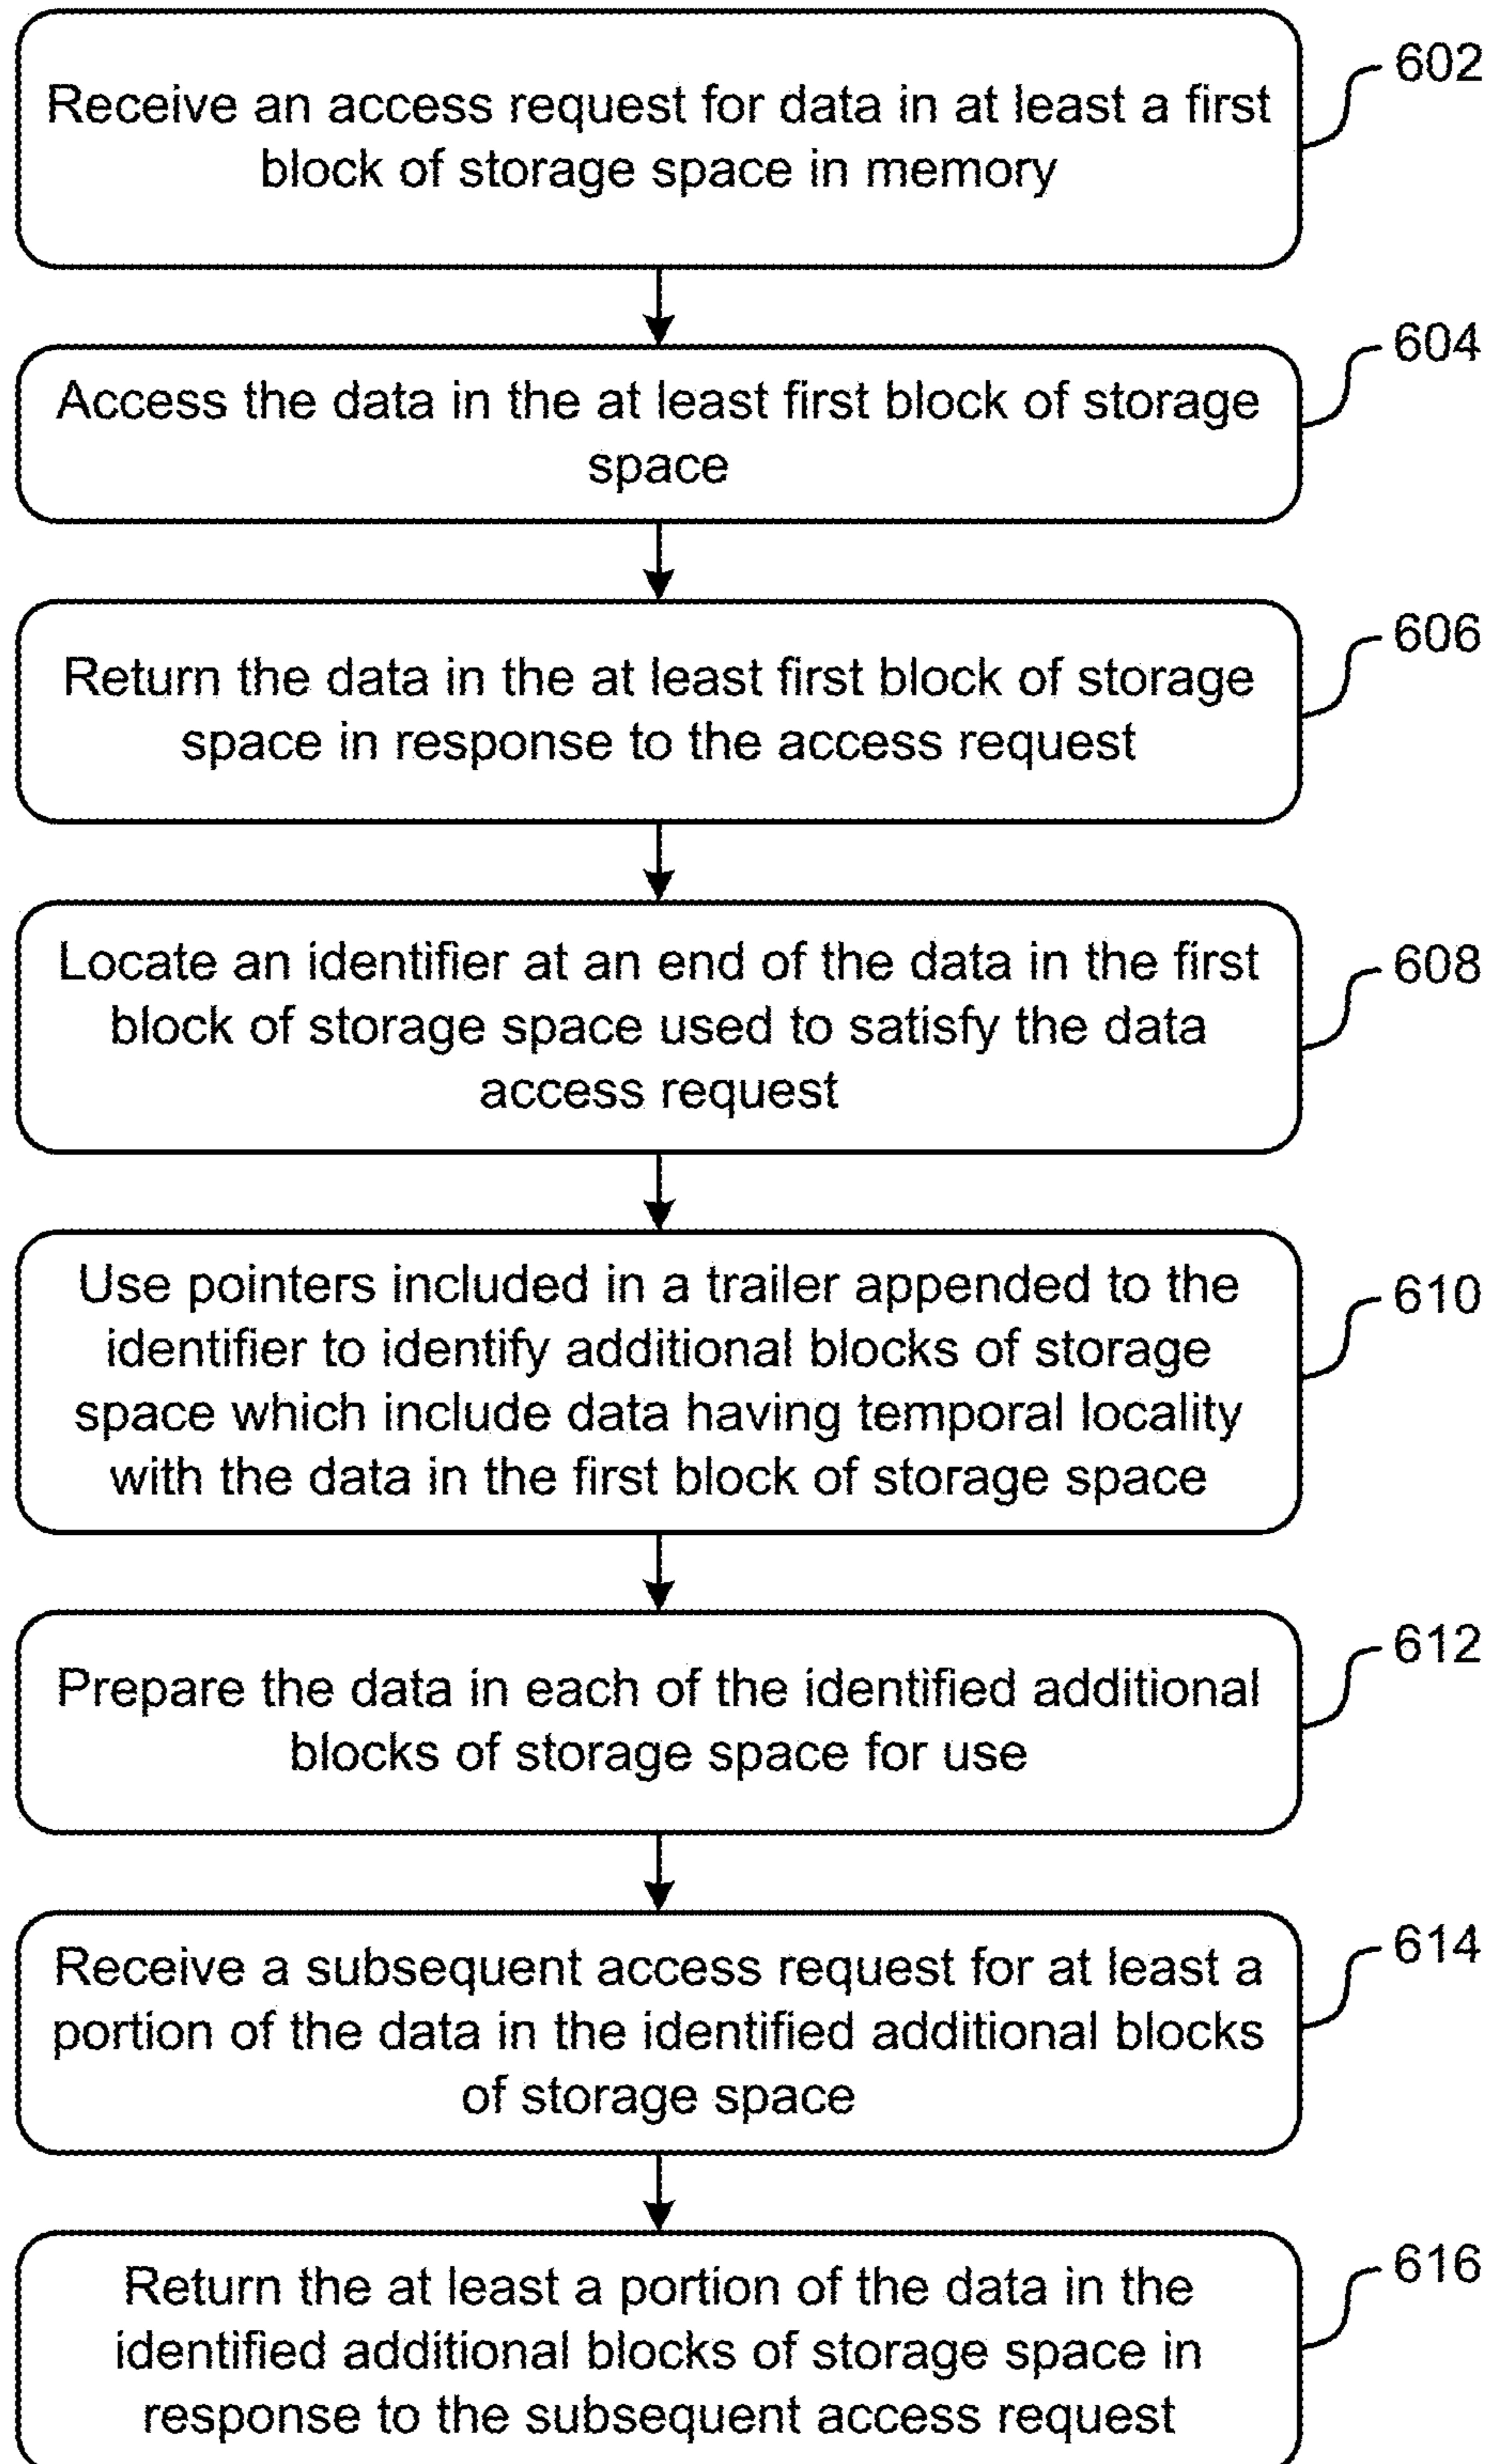 Receive an access request for data in at least a first
block of storage space in memory
602
Access the data in the at least first block of storage
space
604
Return the data in the at least first block of storage
space in response to the access request
606
Locate an identifier at an end of the data in the first
block of storage space used to satisfy the data
access request
608
Use pointers included in a trailer appended to the
identifier to identify additional blocks of storage
space which include data having temporal locality
with the data in the first block of storage space
610
Prepare the data in each of the identified additional
blocks of storage space for use
612
Receive a subsequent access request for at least a
portion of the data in the identified additional blocks
of storage space
614
Return the at least a portion of the data in the
identified additional blocks of storage space in
response to the subsequent access request
616